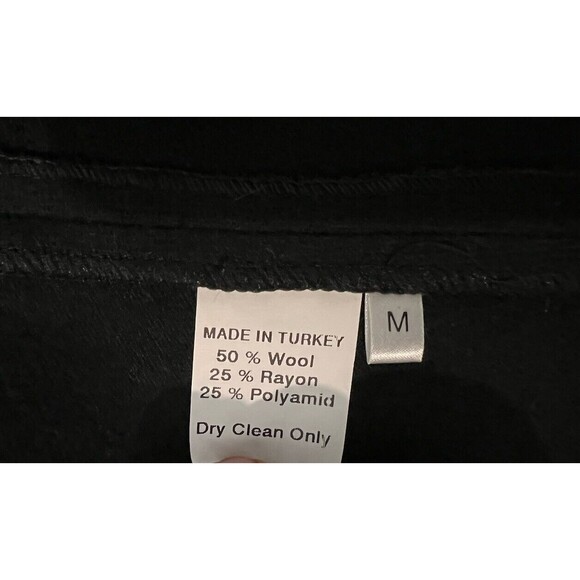 MADE IN TURKEY
50 % Wool
25 % Rayon
25 % Polyamid
Dry Clean Only
M